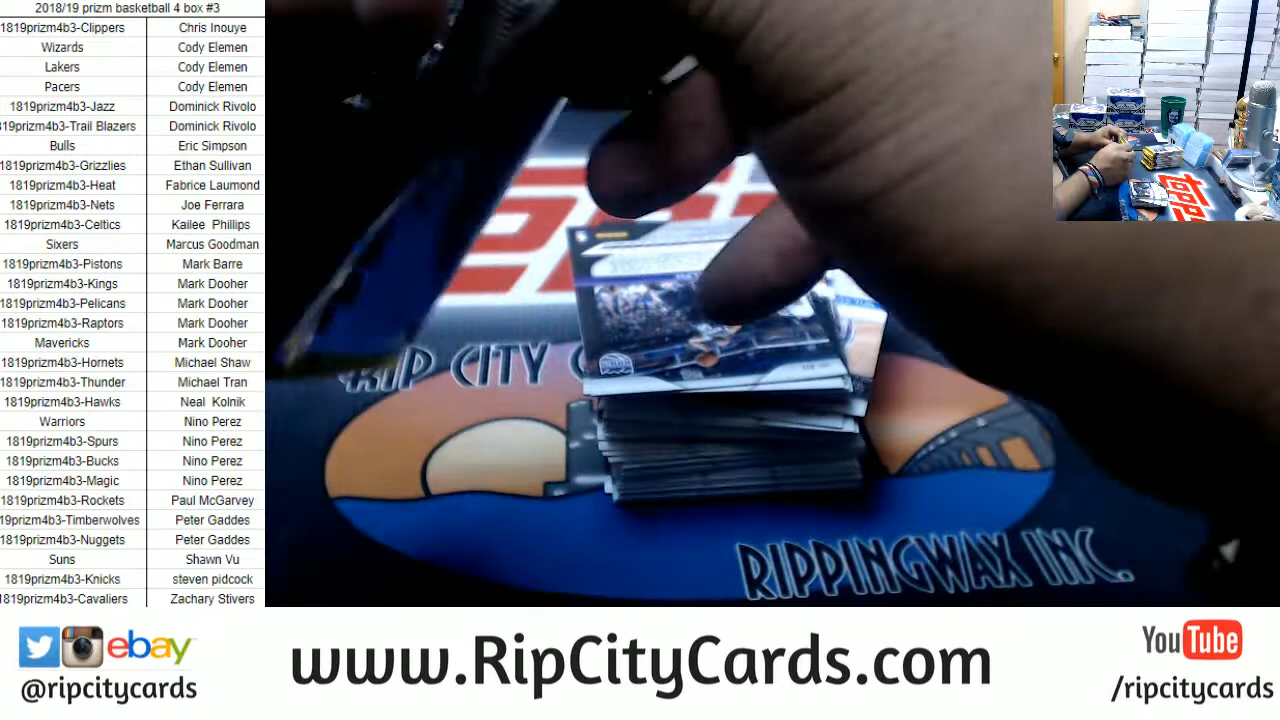 2018/19 prizm basketball 4 box #3
1819prizm4b3-Clippers Chris Inouye
Wizards Cody Elemen
Lakers Cody Elemen
Pacers Cody Elemen
1819prizm4b3-Jazz Dominick Rivolo
19prizm4b3-Trail Blazers Dominick Rivolo
Bulls Eric Simpson
1819prizm4b3-Grizzlies Ethan Sullivan
1819prizm4b3-Heat Fabrice Laumond
1819prizm4b3-Nets Joe Ferrara
1819prizm4b3-Celtics Kailee Phillips
Sixers Marcus Goodman
1819prizm4b3-Pistons Mark Barre
1819prizm4b3-Kings Mark Dooher
1819prizm4b3-Pelicans Mark Dooher
1819prizm4b3-Raptors Mark Dooher
Mavericks Mark Dooher
1819prizm4b3-Hornets Michael Shaw
1819prizm4b3-Thunder Michael Tran
1819prizm4b3-Hawks Neal Kolnik
Warriors Nino Perez
1819prizm4b3-Spurs Nino Perez
1819prizm4b3-Bucks Nino Perez
1819prizm4b3-Magic Nino Perez
1819prizm4b3-Rockets Paul McGarvey
19prizm4b3-Timberwolves Peter Gaddes
1819prizm4b3-Nuggets Peter Gaddes
Suns Shawn Vu
1819prizm4b3-Knicks steven pidcock
1819prizm4b3-Cavaliers Zachary Stivers
RIP CITY
RIPPINGWAX INC.
topps
ebay
@ripcitycards
www.RipCityCards.com
YouTube
/ripcitycards